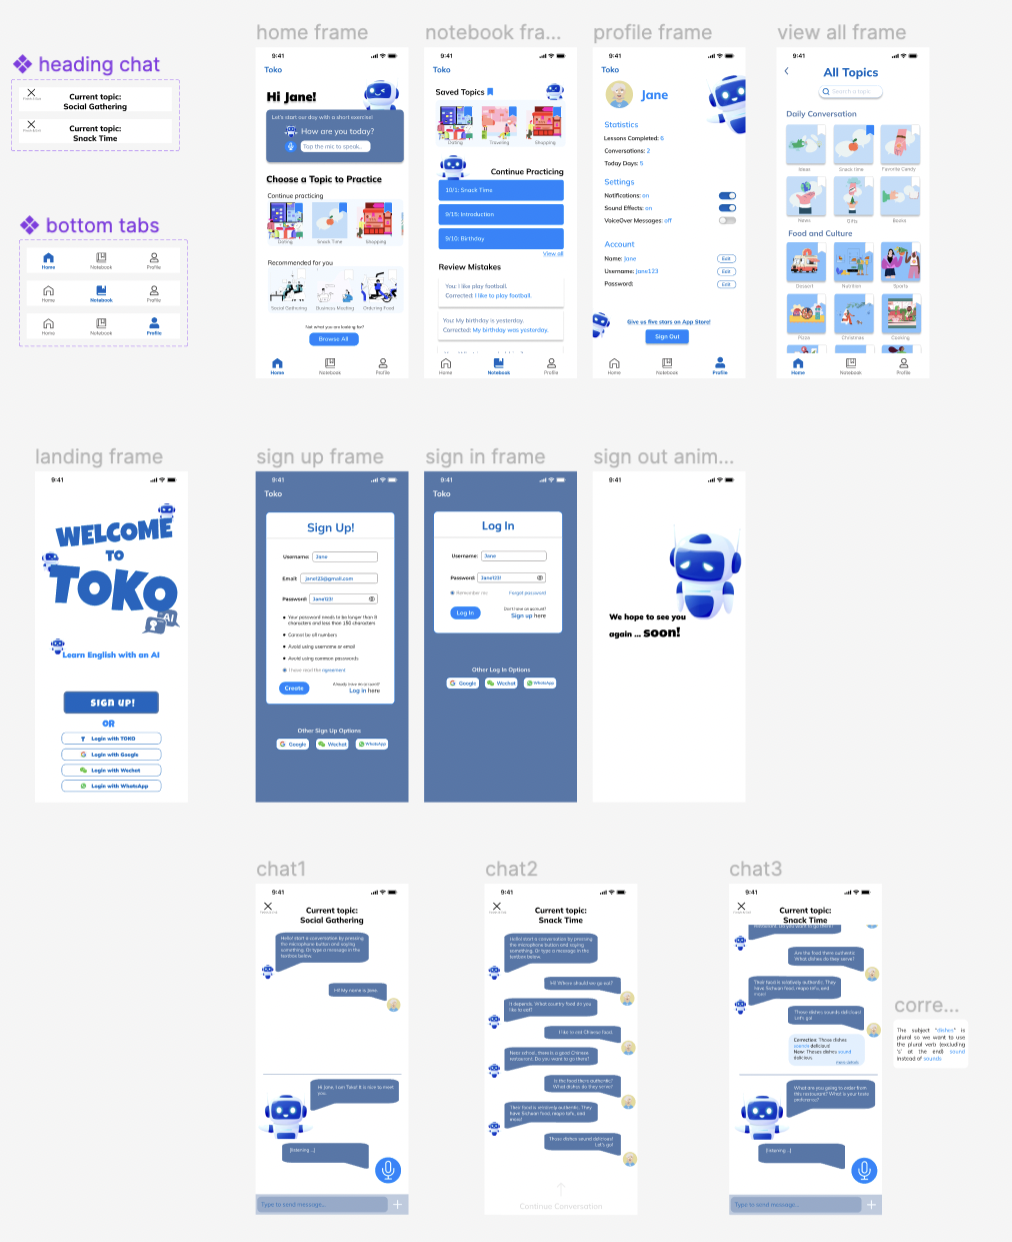 heading chat
Current topic:
Social Gathering
Current topic:
Snack Time
bottom tabs
Home Notebook Profile
Home Notebook Profile
Home Notebook Profile
home frame
9:41
Toko
Hi Jane!
Let's start our day with a short exercise!
How are you today?
Tap the mic to speak..
Choose a Topic to Practice
Continue practicing
Dating Snack Time Shopping
Recommended for you
Social Gathering Business Meeting Ordering Food
Not what you are looking for?
Browse All
Home Notebook Profile
notebook fra...
9:41
Toko
Saved Topics
Dating Traveling Shopping
Continue Practicing
10/1: Snack Time
9/15: Introduction
9/10: Birthday
View all
Review Mistakes
You: I like play football.
Corrected: I like to play football.
You: My birthday is yesterday.
Corrected: My birthday was yesterday.
Home Notebook Profile
profile frame
9:41
Toko
Jane
Statistics
Lessons Completed: 6
Conversations: 2
Today Days: 5
Settings
Notifications: on
Sound Effects: on
VoiceOver Messages: off
Account
Name: Jane Edit
Username: Jane123 Edit
Password: Edit
Give us five stars on App Store!
Sign Out
Home Notebook Profile
view all frame
9:41
All Topics
Search a topic
Daily Conversation
Ideas Snack time Favorite Candy
News Gifts Books
Food and Culture
Dessert Nutrition Sports
Pizza Christmas Cooking
Home Notebook Profile
landing frame
9:41
WELCOME
TO
TOKO
AI
Learn English with an AI
SIGN UP!
OR
Login with TOKO
Login with Google
Login with Wechat
Login with WhatsApp
sign up frame
9:41
Toko
Sign Up!
Username: Jane
Email: jane123@gmail.com
Password: Jane123!
Your password needs to be longer than 8
characters and less than 150 characters
Cannot be all numbers
Avoid using username or email
Avoid using common passwords
I have read the agreement
Already have an account?
Create Log in here
Other Sign Up Options
Google Wechat WhatsApp
sign in frame
9:41
Toko
Log In
Username: Jane
Password: Jane123!
Remember me Forgot password
Don't have an account?
Log In Sign up here
Other Log In Options
Google Wechat WhatsApp
sign out anim...
9:41
We hope to see you
again ... soon!
chat1
9:41
Current topic:
Social Gathering
Hello! Start a conversation by pressing
the microphone button and saying
something. Or type a message in the
textbox below.
Hi! My name is Jane.
Hi Jane, I am Toko! It is nice to meet
you.
[listening ...]
Type to send message...
chat2
9:41
Current topic:
Snack Time
Hello! Start a conversation by pressing
the microphone button and saying
something. Or type a message in the
textbox below.
Hi! Where should we go eat?
It depends. What country food do you
like to eat?
I like to eat Chinese food.
Near school, there is a good Chinese
restaurant. Do you want to go there?
Is the food there authentic?
What dishes do they serve?
Their food is relatively authentic. They
have Sichuan food, mapo tofu, and
more!
Those dishes sound delicious!
Let's go!
Continue Conversation
chat3
9:41
Current topic:
Snack Time
restaurant. Do you want to go there?
Are the food there authentic?
What dishes do they serve?
Their food is relatively authentic. They
have Sichuan food, mapo tofu, and
more!
Those dishes sounds delicious!
Let's go!
Correction: Those dishes
sounds delicious!
New: Theses dishes sound
delicious.
more details
What are you going to order from
this restaurant? What is your taste
preference?
[listening ...]
Type to send message...
corre...
The subject "dishes" is
plural so we want to use
the plural verb (excluding
's' at the end) sound
instead of sounds